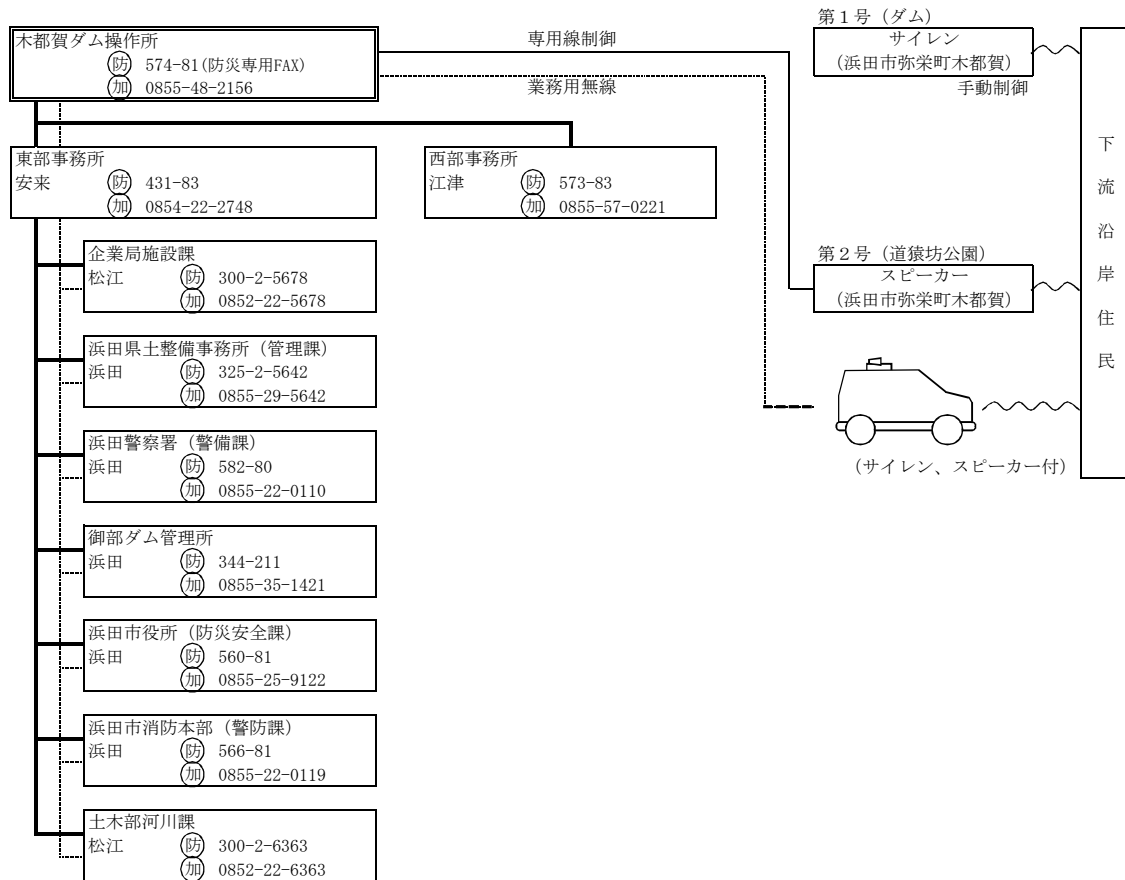 木都賀ダム操作所
防 574-81(防災専用FAX)
加 0855-48-2156
専用線制御
業務用無線
第1号（ダム）
サイレン
（浜田市弥栄町木都賀）
手動制御
東部事務所
安来 防 431-83
加 0854-22-2748
西部事務所
江津 防 573-83
加 0855-57-0221
企業局施設課
松江 防 300-2-5678
加 0852-22-5678
浜田県土整備事務所（管理課）
浜田 防 325-2-5642
加 0855-29-5642
浜田警察署（警備課）
浜田 防 582-80
加 0855-22-0110
御部ダム管理所
浜田 防 344-211
加 0855-35-1421
浜田市役所（防災安全課）
浜田 防 560-81
加 0855-25-9122
浜田市消防本部（警防課）
浜田 防 566-81
加 0855-22-0119
土木部河川課
松江 防 300-2-6363
加 0852-22-6363
第2号（道猿坊公園）
スピーカー
（浜田市弥栄町木都賀）
（サイレン、スピーカー付）
下流沿岸住民